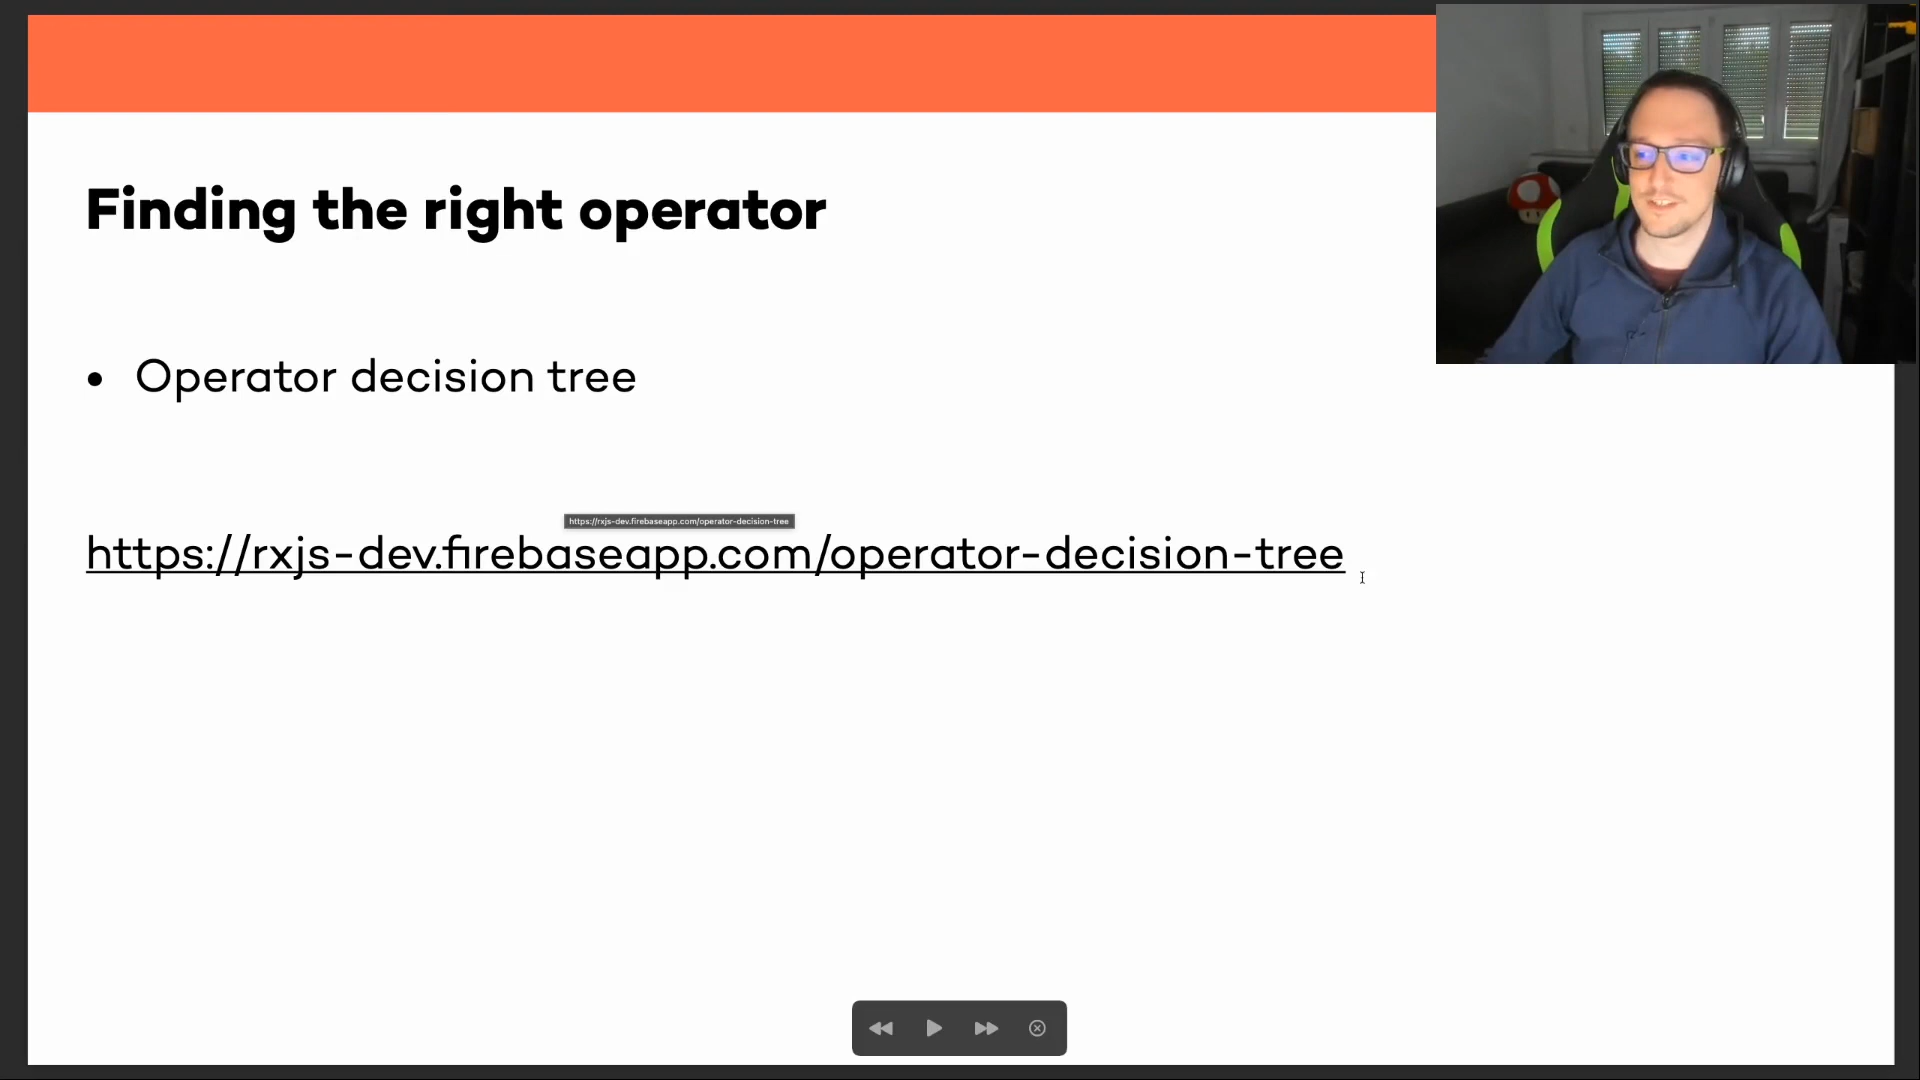 Finding the right operator
• Operator decision tree
https://rxjs-dev.firebaseapp.com/operator-decision-tree
https://rxjs-dev.firebaseapp.com/operator-decision-tree